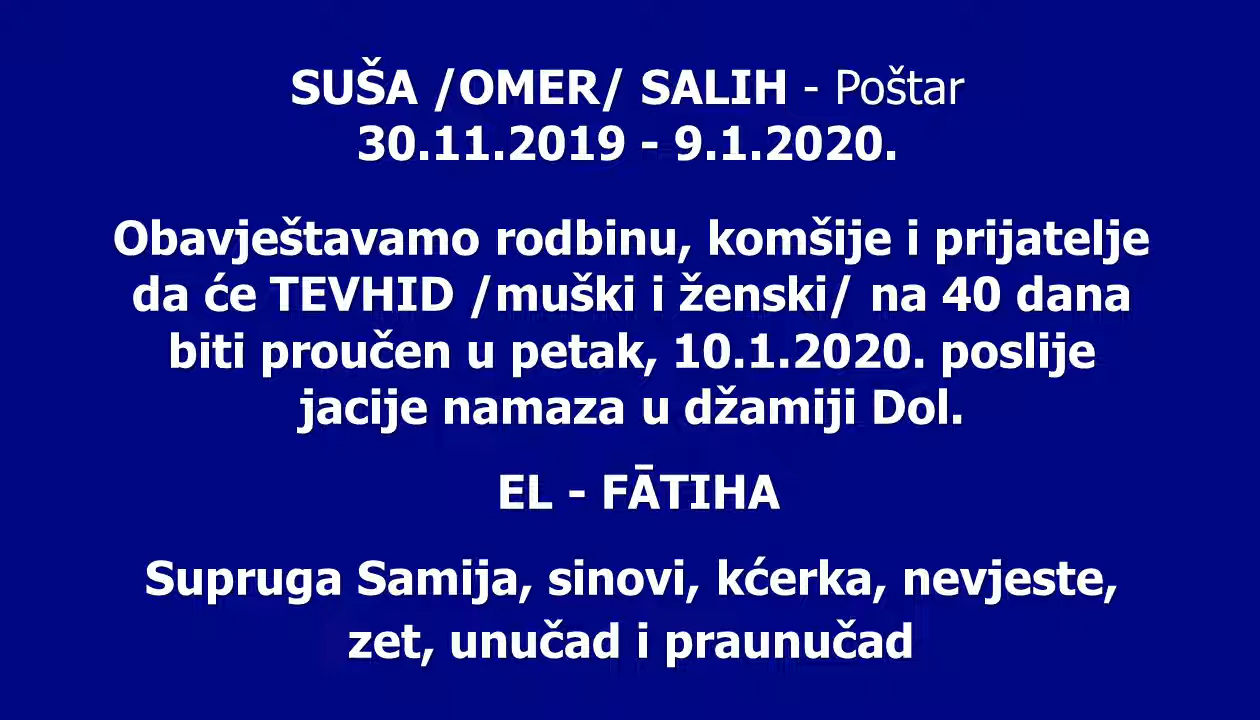 SUŠA /OMER/ SALIH - Poštar
30.11.2019 - 9.1.2020.
Obavještavamo rodbinu, komšije i prijatelje
da će TEVHID /muški i ženski/ na 40 dana
biti proučen u petak, 10.1.2020. poslije
jacije namaza u džamiji Dol.
EL - FĀTIHA
Supruga Samija, sinovi, kćerka, nevjeste,
zet, unučad i praunučad